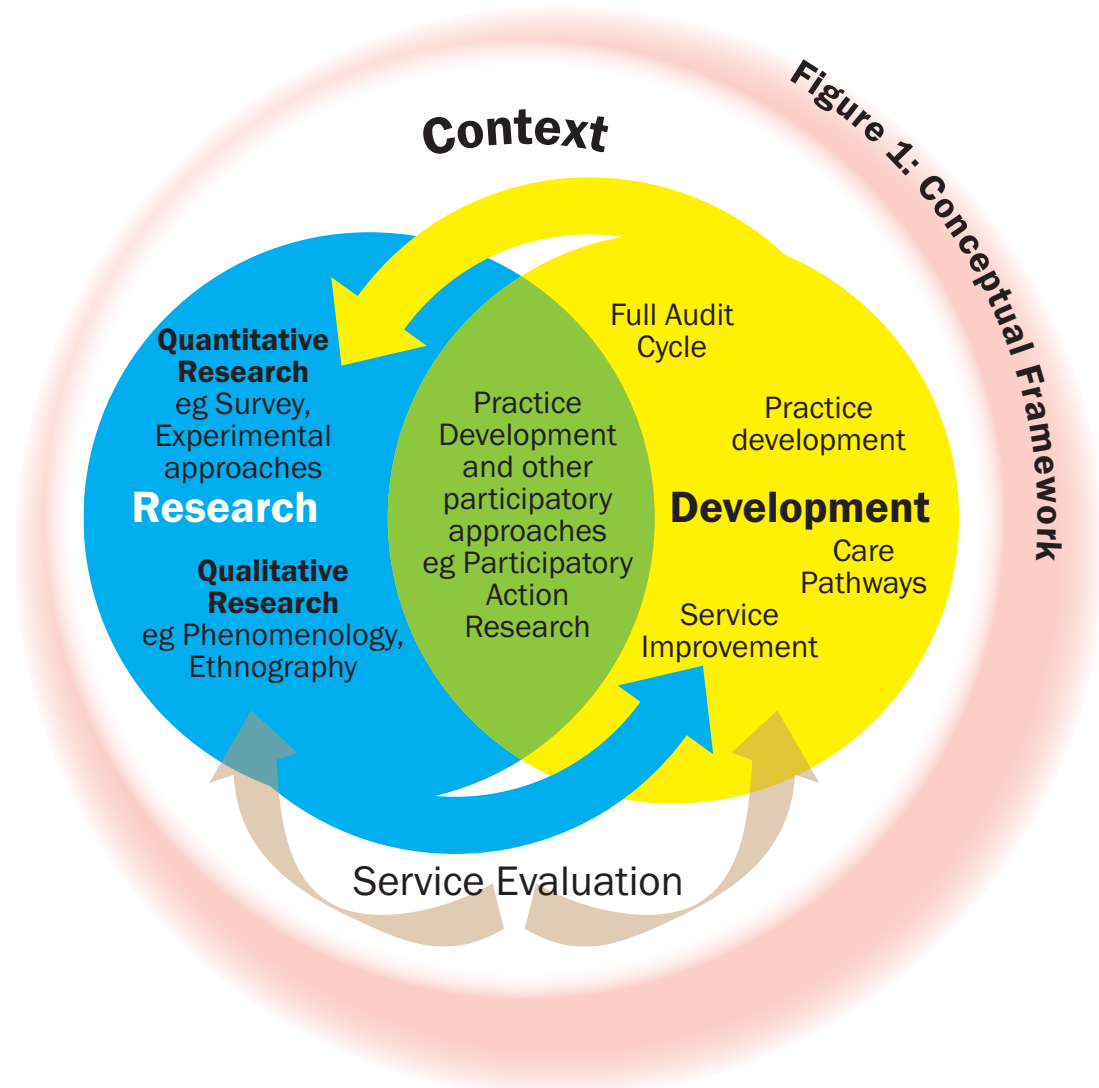 Figure 1: Conceptual Framework
Context
Quantitative
Research
eg Survey,
Experimental
approaches
Research
Qualitative
Research
eg Phenomenology,
Ethnography
Practice
Development
and other
participatory
approaches
eg Participatory
Action
Research
Full Audit
Cycle
Practice
development
Development
Care
Pathways
Service
Improvement
Service Evaluation